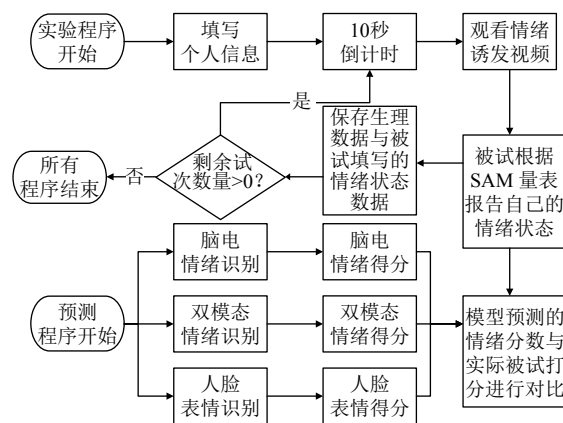 实验程序
开始
填写
个人信息
10秒
倒计时
观看情绪
诱发视频
是
保存生理
数据与被
试填写的
情绪状态
数据
被试根据
SAM 量表
报告自己的
情绪状态
剩余试
次数量>0?
否
所有
程序结束
脑电
情绪识别
脑电
情绪得分
预测
程序开始
双模态
情绪识别
双模态
情绪得分
模型预测的
情绪分数与
实际被试打
分进行对比
人脸
表情识别
人脸
表情得分